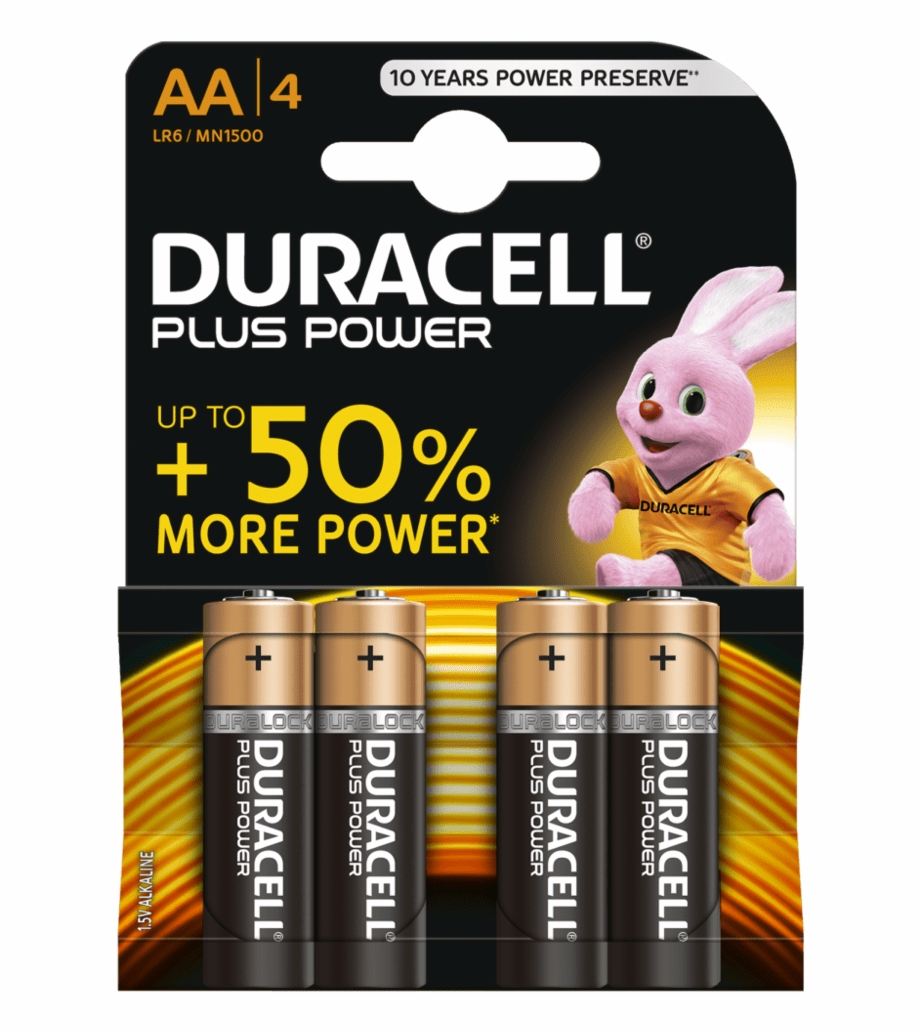 AA|4
LR6 / MN1500
10 YEARS POWER PRESERVE**
DURACELL®
PLUS POWER
UP TO
+50%
MORE POWER*
DURACELL
+
+
+
+
DURALOCK
DURALOCK
DURALOCK
DURALOCK
DURACELL®
PLUS POWER
DURACELL®
PLUS POWER
DURACELL®
PLUS POWER
DURACELL®
PLUS POWER
1.5V ALKALINE